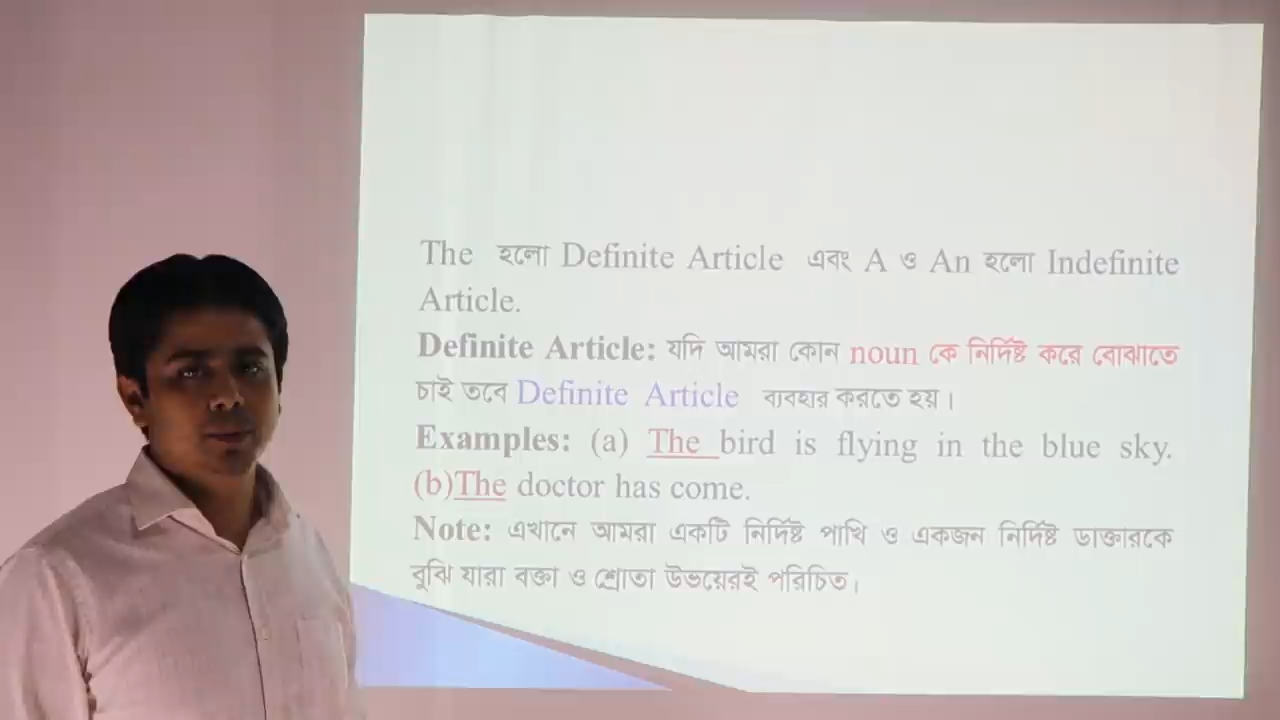 The হলো Definite Article এবং A ও An হলো Indefinite
Article.
Definite Article: যদি আমরা কোন noun কে নির্দিষ্ট করে বোঝাতে
চাই তবে Definite Article ব্যবহার করতে হয়।
Examples: (a) The bird is flying in the blue sky.
(b)The doctor has come.
Note: এখানে আমরা একটি নির্দিষ্ট পাখি ও একজন নির্দিষ্ট ডাক্তারকে
বুঝি যারা বক্তা ও শ্রোতা উভয়েরই পরিচিত।